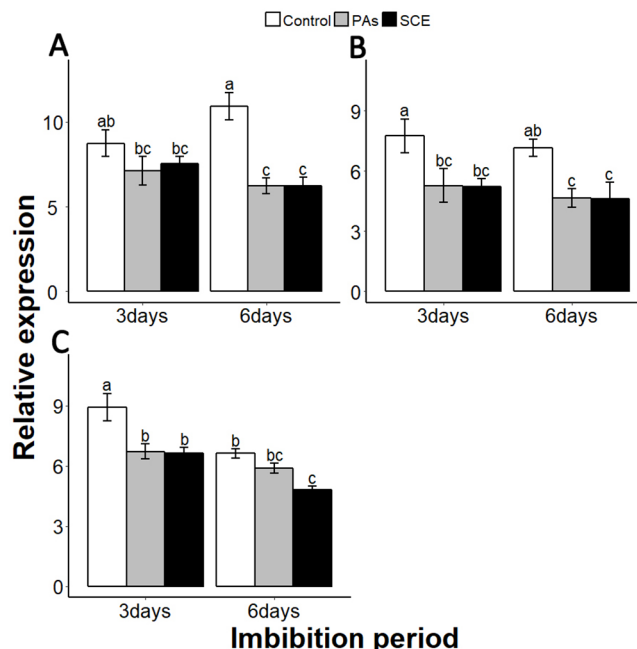 Control PAs SCE
A
B
ab
bc
bc
a
c
c
10
5
0
3days
6days
a
bc
bc
ab
c
c
9
6
3
0
3days
6days
C
a
b
b
b
bc
c
9
6
3
0
3days
6days
Relative expression
Imbibition period